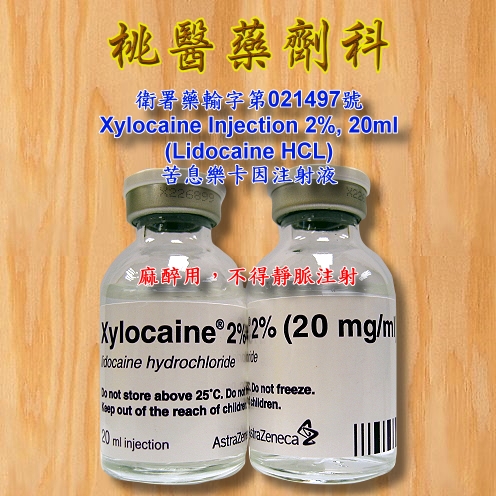 桃醫藥劑科
衛署藥輸字第021497號
Xylocaine Injection 2%, 20ml
(Lidocaine HCL)
苦息樂卡因注射液
麻醉用，不得靜脈注射
Xylocaine® 2%
lidocaine hydrochloride
Do not store above 25°C. Do not
Keep out of the reach of children.
20 ml injection
AstraZeneca
2% (20 mg/ml
Do not freeze.
children.
AstraZeneca